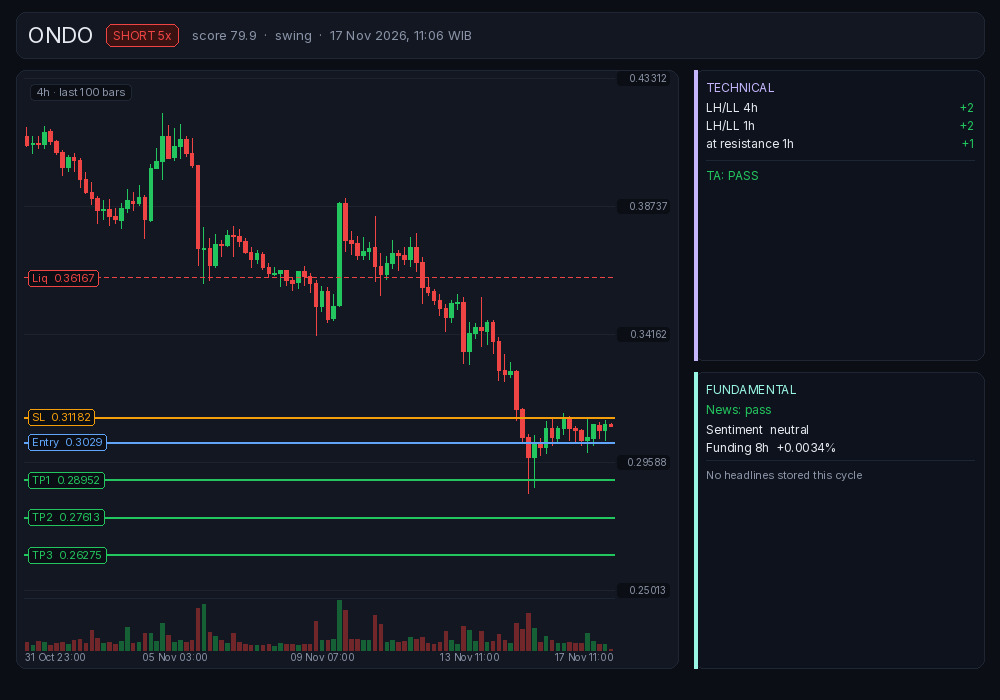 ONDO SHORT 5x score 79.9 · swing · 17 Nov 2026, 11:06 WIB
4h · last 100 bars
0.43312
0.38737
Liq 0.36167
0.34162
SL 0.31182
Entry 0.3029
0.29588
TP1 0.28952
TP2 0.27613
TP3 0.26275
0.25013
31 Oct 23:00 05 Nov 03:00 09 Nov 07:00 13 Nov 11:00 17 Nov 11:00
TECHNICAL
LH/LL 4h +2
LH/LL 1h +2
at resistance 1h +1
TA: PASS
FUNDAMENTAL
News: pass
Sentiment neutral
Funding 8h +0.0034%
No headlines stored this cycle